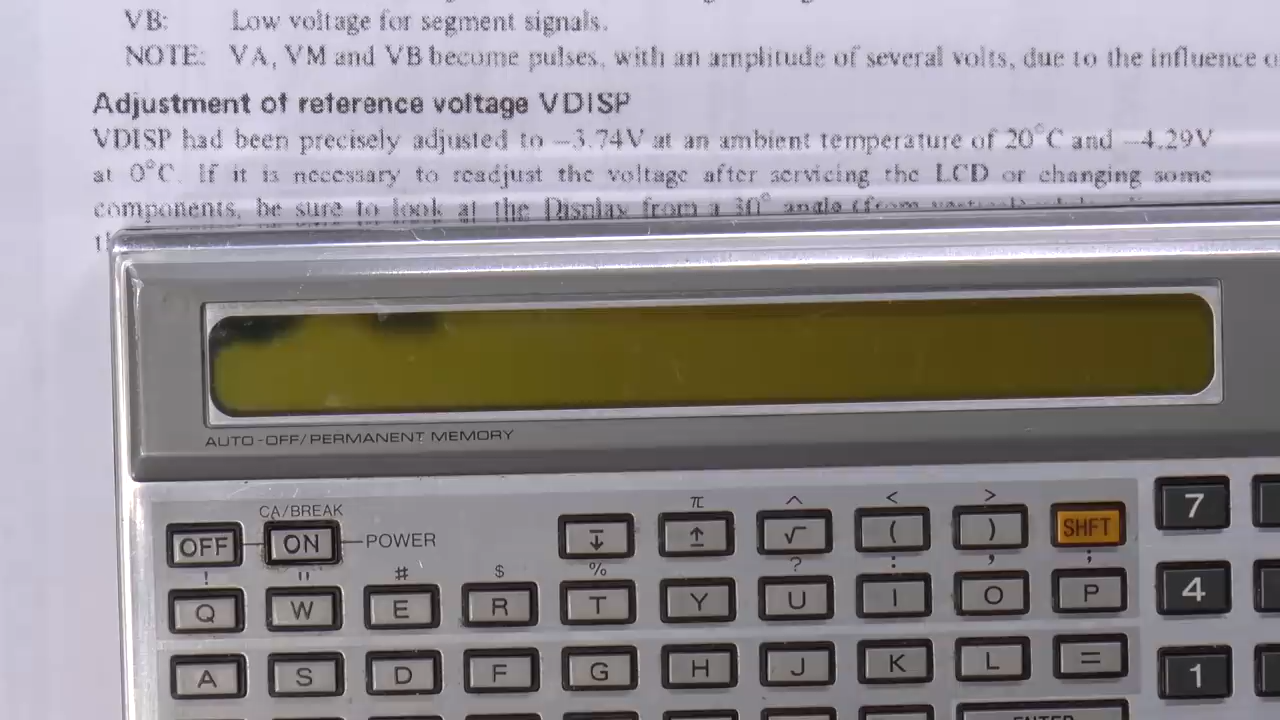 VB: Low voltage for segment signals.
NOTE: VA, VM and VB become pulses, with an amplitude of several volts, due to the influence
Adjustment of reference voltage VDISP
VDISP had been precisely adjusted to –3.74V at an ambient temperature of 20°C and –4.29V
at 0°C. If it is necessary to readjust the voltage after servicing the LCD or changing some
components, be sure to look at the Display from a 30° angle (from
AUTO-OFF/PERMANENT MEMORY
CA/BREAK π ^ < >
OFF ON POWER ↧ ↥ √ ( ) SHFT 7
! " # $ % ? : , ;
Q W E R T Y U I O P 4
A S D F G H J K L = 1
ENTER